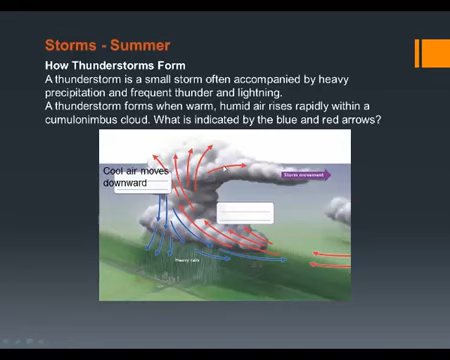 Storms - Summer
How Thunderstorms Form
A thunderstorm is a small storm often accompanied by heavy
precipitation and frequent thunder and lightning.
A thunderstorm forms when warm, humid air rises rapidly within a
cumulonimbus cloud. What is indicated by the blue and red arrows?
Cool air moves
downward
Storm movement
Heavy rain